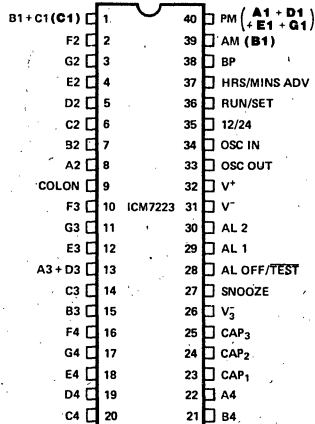 B1 + C1 (C1) 1 40 PM ( A1 + D1 + E1 + G1 )
F2 2 39 AM (B1)
G2 3 38 BP
E2 4 37 HRS/MINS ADV
D2 5 36 RUN/SET
C2 6 35 12/24
B2 7 34 OSC IN
A2 8 33 OSC OUT
COLON 9 32 V+
F3 10 ICM7223 31 V-
G3 11 30 AL 2
E3 12 29 AL 1
A3 + D3 13 28 AL OFF/TEST
C3 14 27 SNOOZE
B3 15 26 V3-
F4 16 25 CAP3
G4 17 24 CAP2
E4 18 23 CAP1
D4 19 22 A4
C4 20 21 B4